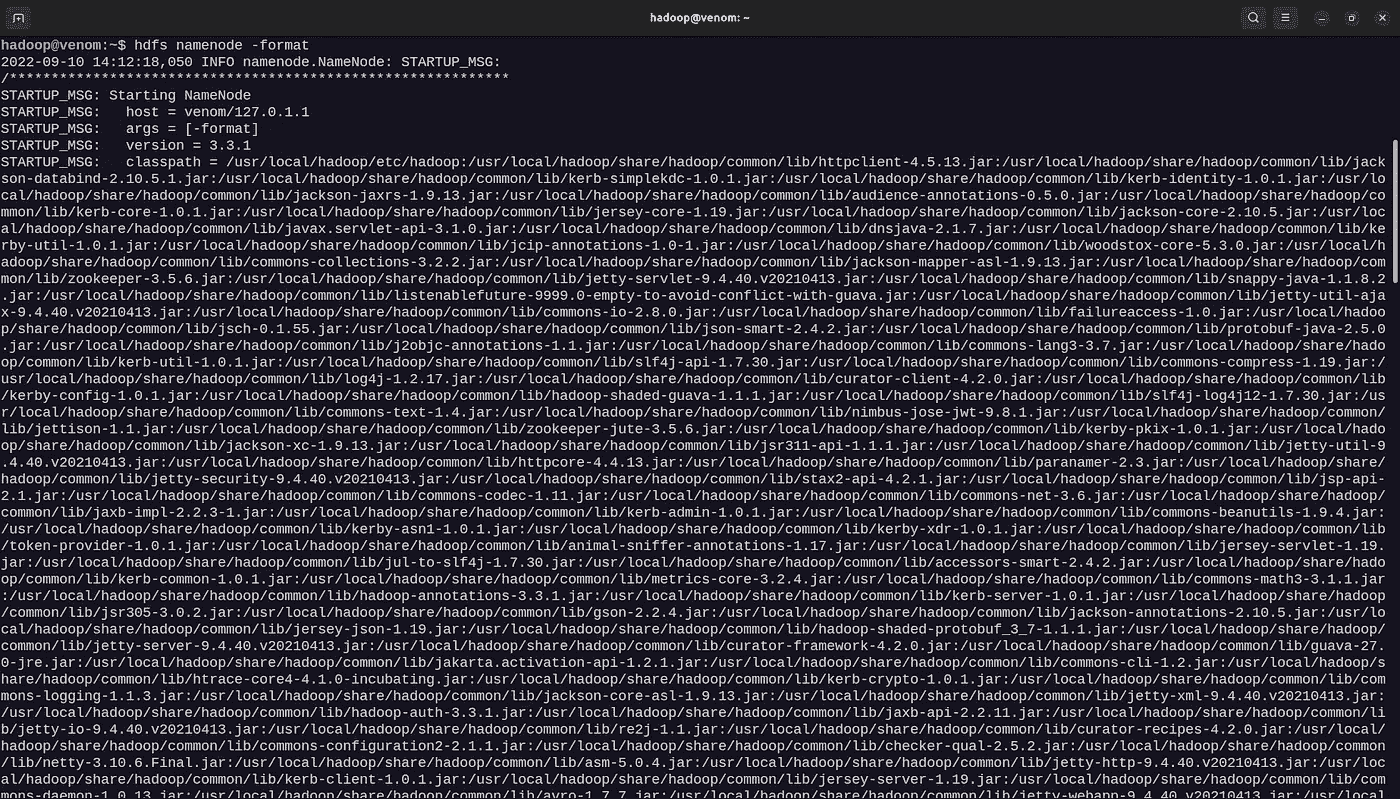 hadoop@venom: ~
hadoop@venom:~$ hdfs namenode -format
2022-09-10 14:12:18,050 INFO namenode.NameNode: STARTUP_MSG:
/************************************************************
STARTUP_MSG: Starting NameNode
STARTUP_MSG:   host = venom/127.0.1.1
STARTUP_MSG:   args = [-format]
STARTUP_MSG:   version = 3.3.1
STARTUP_MSG:   classpath = /usr/local/hadoop/etc/hadoop:/usr/local/hadoop/share/hadoop/common/lib/httpclient-4.5.13.jar:/usr/local/hadoop/share/hadoop/common/lib/jack
son-databind-2.10.5.1.jar:/usr/local/hadoop/share/hadoop/common/lib/kerb-simplekdc-1.0.1.jar:/usr/local/hadoop/share/hadoop/common/lib/kerb-identity-1.0.1.jar:/usr/lo
cal/hadoop/share/hadoop/common/lib/jackson-jaxrs-1.9.13.jar:/usr/local/hadoop/share/hadoop/common/lib/audience-annotations-0.5.0.jar:/usr/local/hadoop/share/hadoop/co
mmon/lib/kerb-core-1.0.1.jar:/usr/local/hadoop/share/hadoop/common/lib/jersey-core-1.19.jar:/usr/local/hadoop/share/hadoop/common/lib/jackson-core-2.10.5.jar:/usr/loc
al/hadoop/share/hadoop/common/lib/javax.servlet-api-3.1.0.jar:/usr/local/hadoop/share/hadoop/common/lib/dnsjava-2.1.7.jar:/usr/local/hadoop/share/hadoop/common/lib/ke
rby-util-1.0.1.jar:/usr/local/hadoop/share/hadoop/common/lib/jcip-annotations-1.0-1.jar:/usr/local/hadoop/share/hadoop/common/lib/woodstox-core-5.3.0.jar:/usr/local/h
adoop/share/hadoop/common/lib/commons-collections-3.2.2.jar:/usr/local/hadoop/share/hadoop/common/lib/jackson-mapper-asl-1.9.13.jar:/usr/local/hadoop/share/hadoop/com
mon/lib/zookeeper-3.5.6.jar:/usr/local/hadoop/share/hadoop/common/lib/jetty-servlet-9.4.40.v20210413.jar:/usr/local/hadoop/share/hadoop/common/lib/snappy-java-1.1.8.2
.jar:/usr/local/hadoop/share/hadoop/common/lib/listenablefuture-9999.0-empty-to-avoid-conflict-with-guava.jar:/usr/local/hadoop/share/hadoop/common/lib/jetty-util-aja
x-9.4.40.v20210413.jar:/usr/local/hadoop/share/hadoop/common/lib/commons-io-2.8.0.jar:/usr/local/hadoop/share/hadoop/common/lib/failureaccess-1.0.jar:/usr/local/hadoo
p/share/hadoop/common/lib/jsch-0.1.55.jar:/usr/local/hadoop/share/hadoop/common/lib/json-smart-2.4.2.jar:/usr/local/hadoop/share/hadoop/common/lib/protobuf-java-2.5.0
.jar:/usr/local/hadoop/share/hadoop/common/lib/j2objc-annotations-1.1.jar:/usr/local/hadoop/share/hadoop/common/lib/commons-lang3-3.7.jar:/usr/local/hadoop/share/hado
op/common/lib/kerb-util-1.0.1.jar:/usr/local/hadoop/share/hadoop/common/lib/slf4j-api-1.7.30.jar:/usr/local/hadoop/share/hadoop/common/lib/commons-compress-1.19.jar:/
usr/local/hadoop/share/hadoop/common/lib/log4j-1.2.17.jar:/usr/local/hadoop/share/hadoop/common/lib/curator-client-4.2.0.jar:/usr/local/hadoop/share/hadoop/common/lib
/kerby-config-1.0.1.jar:/usr/local/hadoop/share/hadoop/common/lib/hadoop-shaded-guava-1.1.1.jar:/usr/local/hadoop/share/hadoop/common/lib/slf4j-log4j12-1.7.30.jar:/us
r/local/hadoop/share/hadoop/common/lib/commons-text-1.4.jar:/usr/local/hadoop/share/hadoop/common/lib/nimbus-jose-jwt-9.8.1.jar:/usr/local/hadoop/share/hadoop/common/
lib/jettison-1.1.jar:/usr/local/hadoop/share/hadoop/common/lib/zookeeper-jute-3.5.6.jar:/usr/local/hadoop/share/hadoop/common/lib/kerby-pkix-1.0.1.jar:/usr/local/hado
op/share/hadoop/common/lib/jackson-xc-1.9.13.jar:/usr/local/hadoop/share/hadoop/common/lib/jsr311-api-1.1.1.jar:/usr/local/hadoop/share/hadoop/common/lib/jetty-util-9
.4.40.v20210413.jar:/usr/local/hadoop/share/hadoop/common/lib/httpcore-4.4.13.jar:/usr/local/hadoop/share/hadoop/common/lib/paranamer-2.3.jar:/usr/local/hadoop/share/
hadoop/common/lib/jetty-security-9.4.40.v20210413.jar:/usr/local/hadoop/share/hadoop/common/lib/stax2-api-4.2.1.jar:/usr/local/hadoop/share/hadoop/common/lib/jsp-api-
2.1.jar:/usr/local/hadoop/share/hadoop/common/lib/commons-codec-1.11.jar:/usr/local/hadoop/share/hadoop/common/lib/commons-net-3.6.jar:/usr/local/hadoop/share/hadoop/
common/lib/jaxb-impl-2.2.3-1.jar:/usr/local/hadoop/share/hadoop/common/lib/kerb-admin-1.0.1.jar:/usr/local/hadoop/share/hadoop/common/lib/commons-beanutils-1.9.4.jar:
/usr/local/hadoop/share/hadoop/common/lib/kerby-asn1-1.0.1.jar:/usr/local/hadoop/share/hadoop/common/lib/kerby-xdr-1.0.1.jar:/usr/local/hadoop/share/hadoop/common/lib
/token-provider-1.0.1.jar:/usr/local/hadoop/share/hadoop/common/lib/animal-sniffer-annotations-1.17.jar:/usr/local/hadoop/share/hadoop/common/lib/jersey-servlet-1.19.
jar:/usr/local/hadoop/share/hadoop/common/lib/jul-to-slf4j-1.7.30.jar:/usr/local/hadoop/share/hadoop/common/lib/accessors-smart-2.4.2.jar:/usr/local/hadoop/share/hado
op/common/lib/kerb-common-1.0.1.jar:/usr/local/hadoop/share/hadoop/common/lib/metrics-core-3.2.4.jar:/usr/local/hadoop/share/hadoop/common/lib/commons-math3-3.1.1.jar
:/usr/local/hadoop/share/hadoop/common/lib/hadoop-annotations-3.3.1.jar:/usr/local/hadoop/share/hadoop/common/lib/kerb-server-1.0.1.jar:/usr/local/hadoop/share/hadoop
/common/lib/jsr305-3.0.2.jar:/usr/local/hadoop/share/hadoop/common/lib/gson-2.2.4.jar:/usr/local/hadoop/share/hadoop/common/lib/jackson-annotations-2.10.5.jar:/usr/lo
cal/hadoop/share/hadoop/common/lib/jersey-json-1.19.jar:/usr/local/hadoop/share/hadoop/common/lib/hadoop-shaded-protobuf_3_7-1.1.1.jar:/usr/local/hadoop/share/hadoop/
common/lib/jetty-server-9.4.40.v20210413.jar:/usr/local/hadoop/share/hadoop/common/lib/curator-framework-4.2.0.jar:/usr/local/hadoop/share/hadoop/common/lib/guava-27.
0-jre.jar:/usr/local/hadoop/share/hadoop/common/lib/jakarta.activation-api-1.2.1.jar:/usr/local/hadoop/share/hadoop/common/lib/commons-cli-1.2.jar:/usr/local/hadoop/s
hare/hadoop/common/lib/htrace-core4-4.1.0-incubating.jar:/usr/local/hadoop/share/hadoop/common/lib/kerb-crypto-1.0.1.jar:/usr/local/hadoop/share/hadoop/common/lib/com
mons-logging-1.1.3.jar:/usr/local/hadoop/share/hadoop/common/lib/jackson-core-asl-1.9.13.jar:/usr/local/hadoop/share/hadoop/common/lib/jetty-xml-9.4.40.v20210413.jar:
/usr/local/hadoop/share/hadoop/common/lib/hadoop-auth-3.3.1.jar:/usr/local/hadoop/share/hadoop/common/lib/jaxb-api-2.2.11.jar:/usr/local/hadoop/share/hadoop/common/li
b/jetty-io-9.4.40.v20210413.jar:/usr/local/hadoop/share/hadoop/common/lib/re2j-1.1.jar:/usr/local/hadoop/share/hadoop/common/lib/curator-recipes-4.2.0.jar:/usr/local/
hadoop/share/hadoop/common/lib/commons-configuration2-2.1.1.jar:/usr/local/hadoop/share/hadoop/common/lib/checker-qual-2.5.2.jar:/usr/local/hadoop/share/hadoop/common
/lib/netty-3.10.6.Final.jar:/usr/local/hadoop/share/hadoop/common/lib/asm-5.0.4.jar:/usr/local/hadoop/share/hadoop/common/lib/jetty-http-9.4.40.v20210413.jar:/usr/loc
al/hadoop/share/hadoop/common/lib/kerb-client-1.0.1.jar:/usr/local/hadoop/share/hadoop/common/lib/jersey-server-1.19.jar:/usr/local/hadoop/share/hadoop/common/lib/com
mons-daemon-1.0.13.jar:/usr/local/hadoop/share/hadoop/common/lib/avro-1.7.7.jar:/usr/local/hadoop/share/hadoop/common/lib/jetty-webapp-9.4.40.v20210413.jar:/usr/local